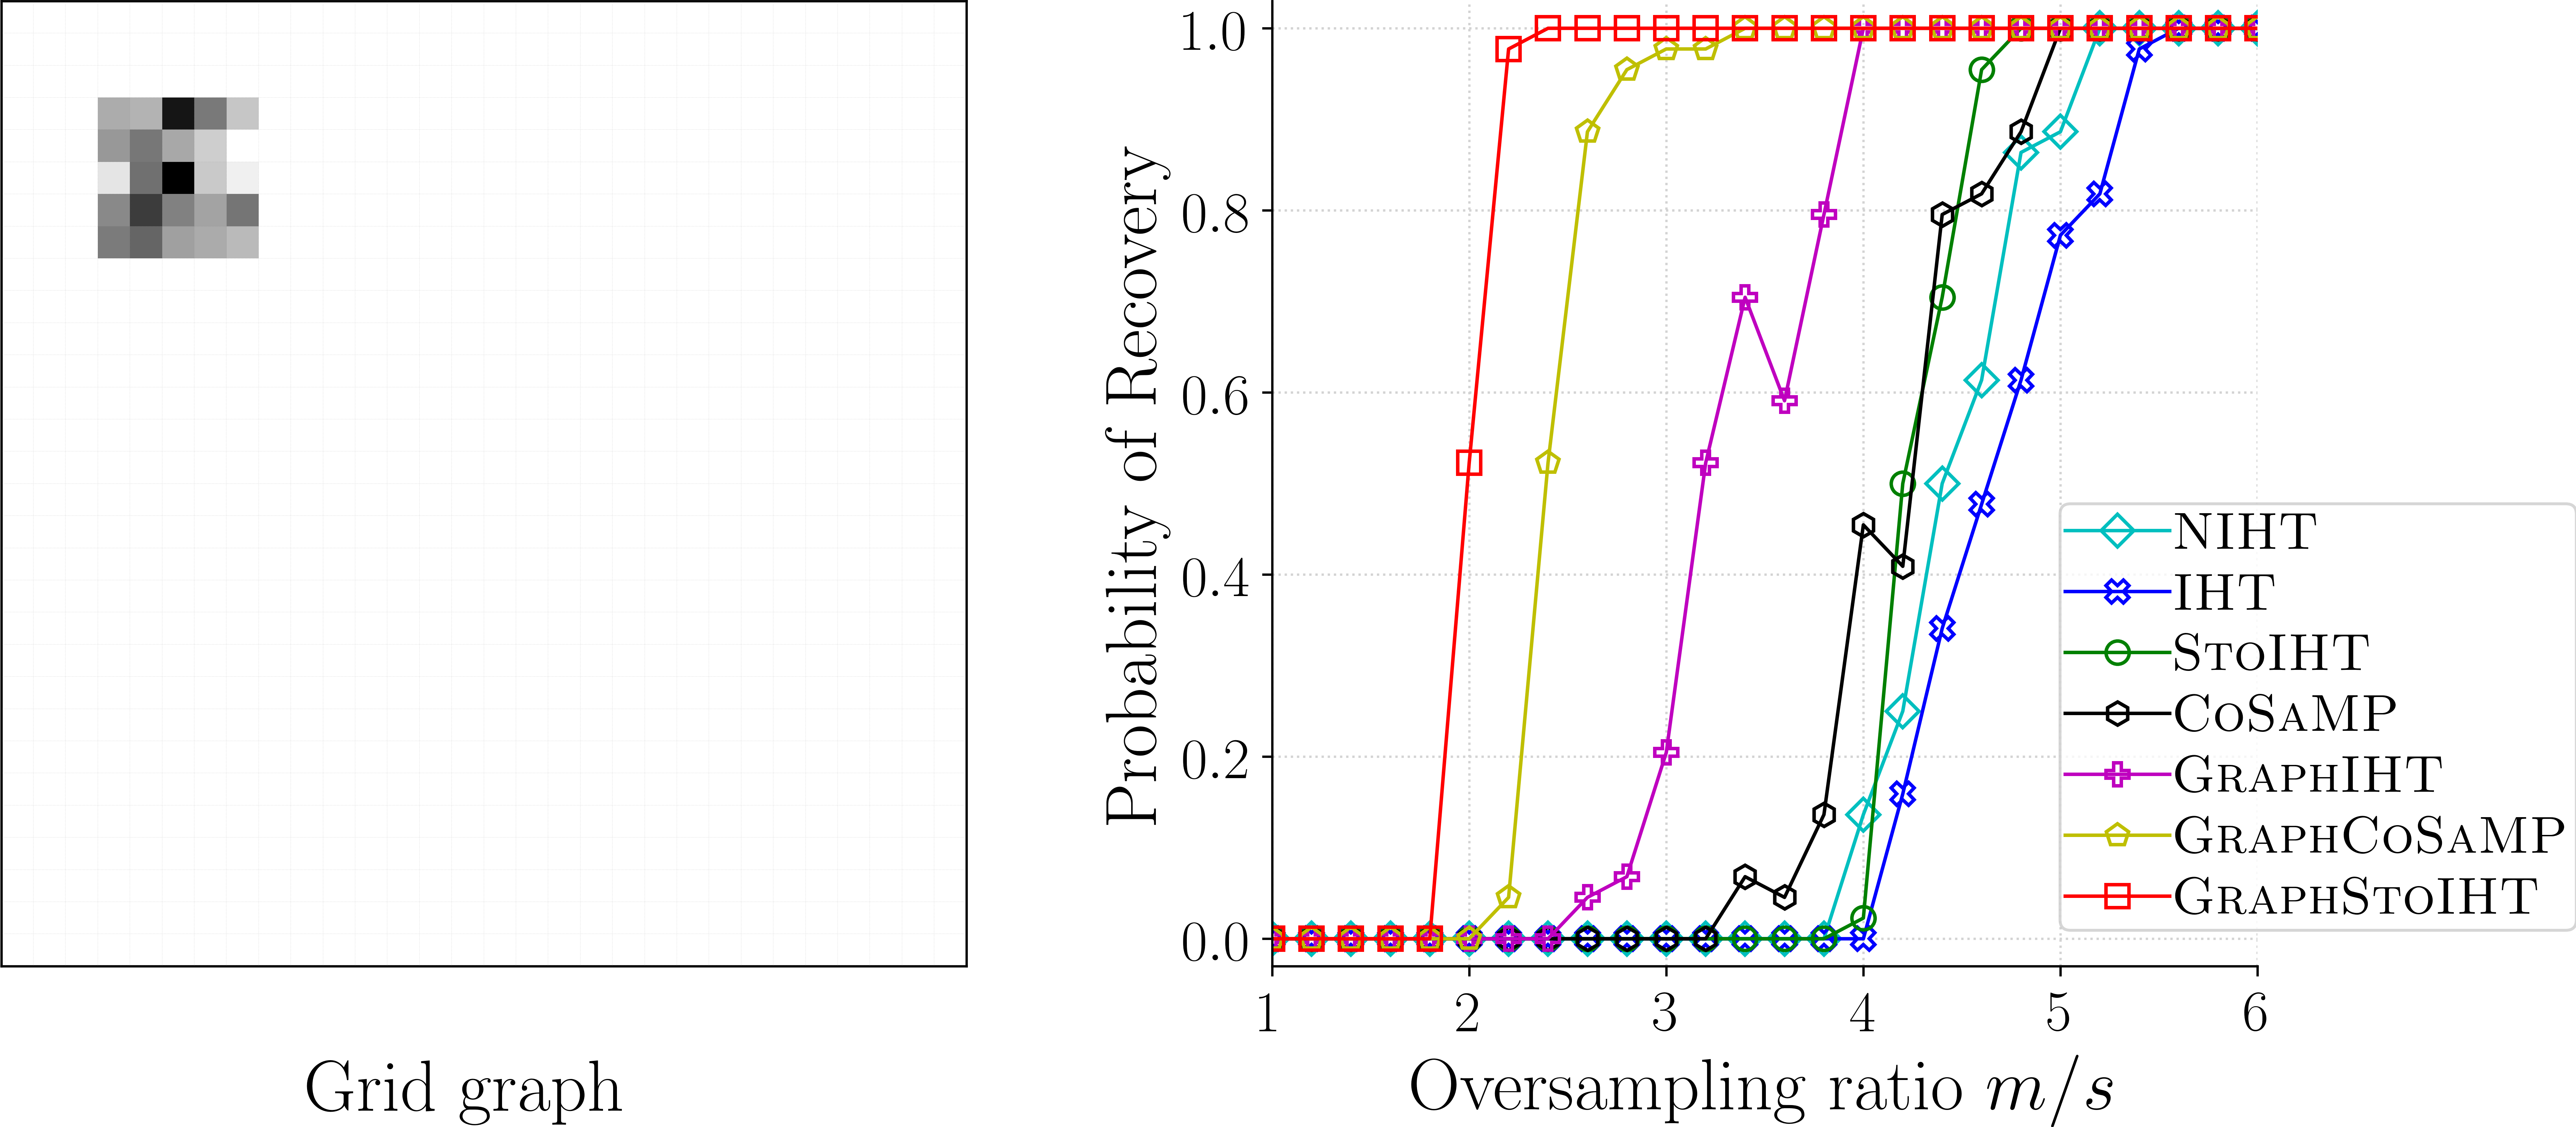 Grid graph
Probability of Recovery
1.0
0.8
0.6
0.4
0.2
0.0
1 2 3 4 5 6
Oversampling ratio m/s
NIHT
IHT
StoIHT
CoSaMP
GraphIHT
GraphCoSaMP
GraphStoIHT